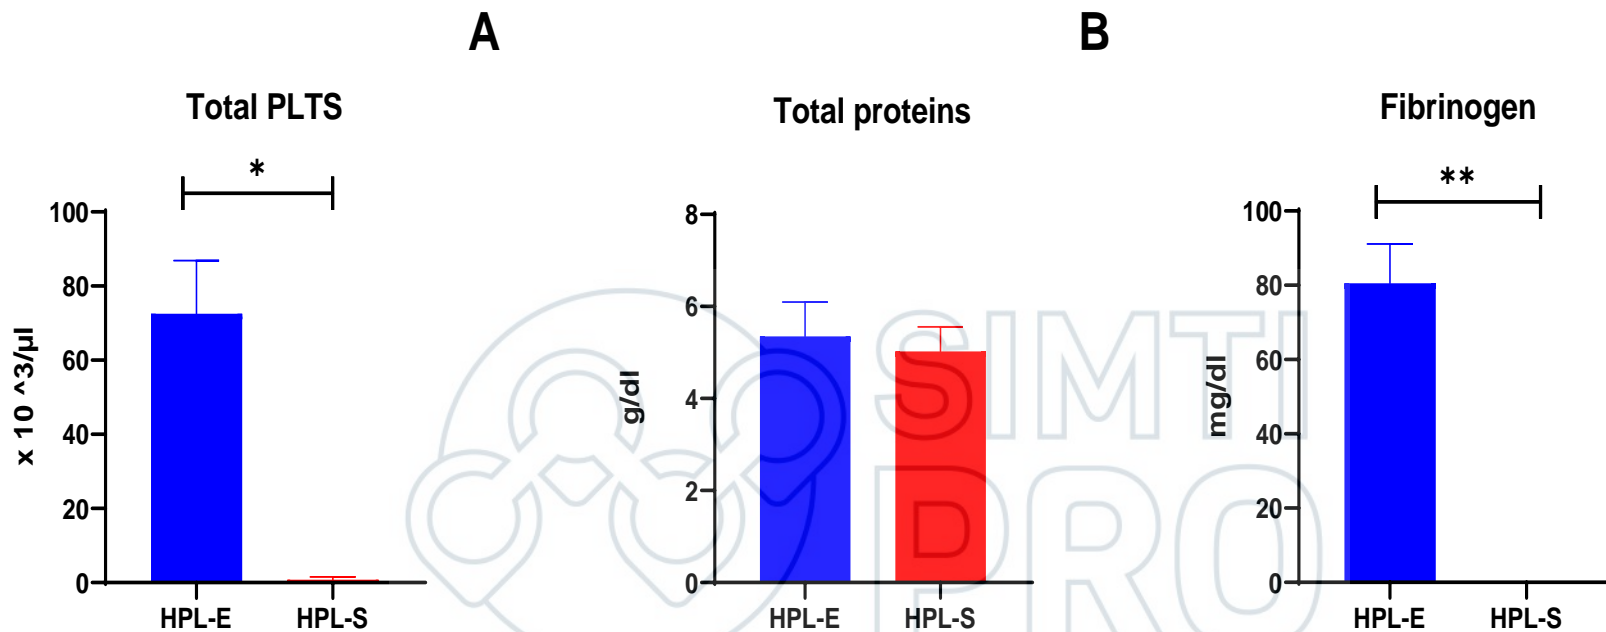 A
B
Total PLTS
Total proteins
Fibrinogen
*
**
x 10 ^3/µl
100
80
60
40
20
0
HPL-E
HPL-S
g/dl
8
6
4
2
0
HPL-E
HPL-S
mg/dl
100
80
60
40
20
0
HPL-E
HPL-S
SIMTI
PRO